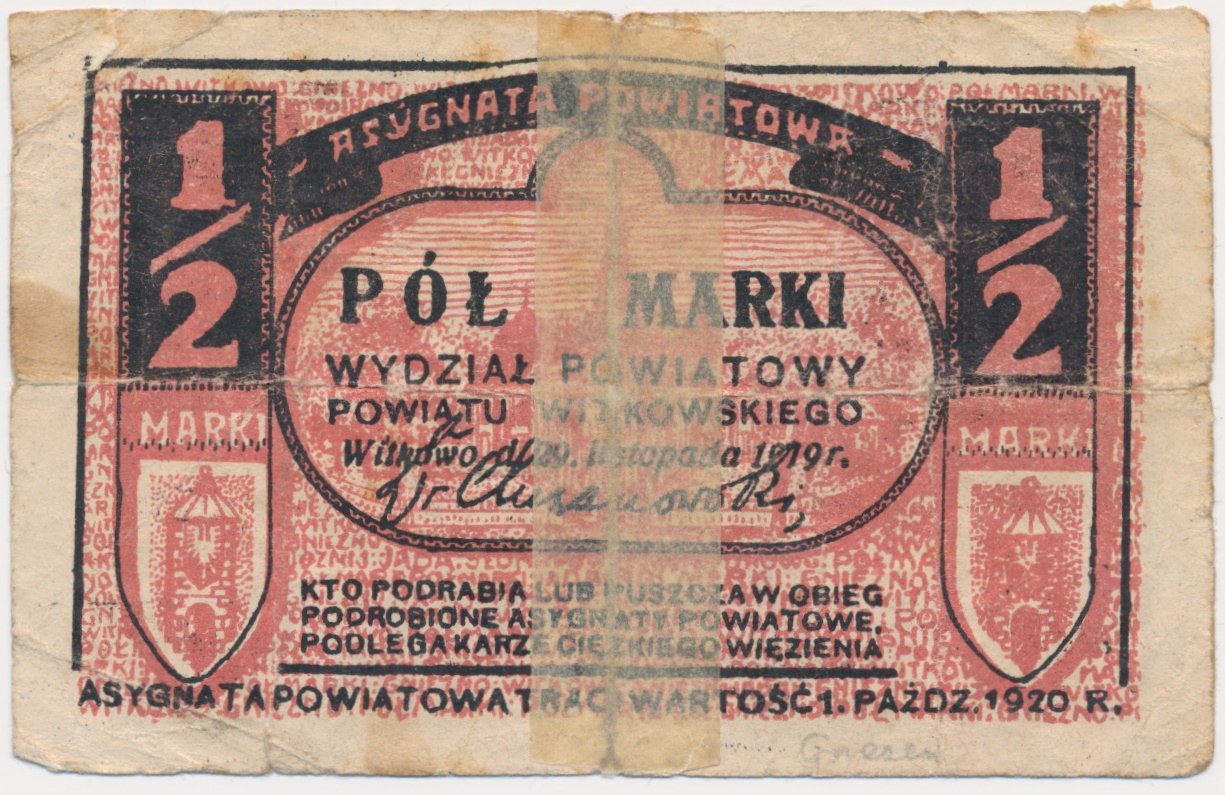 ASYGNATA POWIATOWA
1/2
1/2
PÓŁ MARKI
WYDZIAŁ POWIATOWY
POWIATU WITKOWSKIEGO
Witkowo, d. 29. listopada 1919 r.
MARKI
MARKI
KTO PODRABIA LUB PUSZCZA W OBIEG
PODROBIONE ASYGNATY POWIATOWE,
PODLEGA KARZE CIĘŻKIEGO WIĘZIENIA
ASYGNATA POWIATOWA TRACI WARTOŚĆ 1. PAŹDZ. 1920 R.
Gnesen